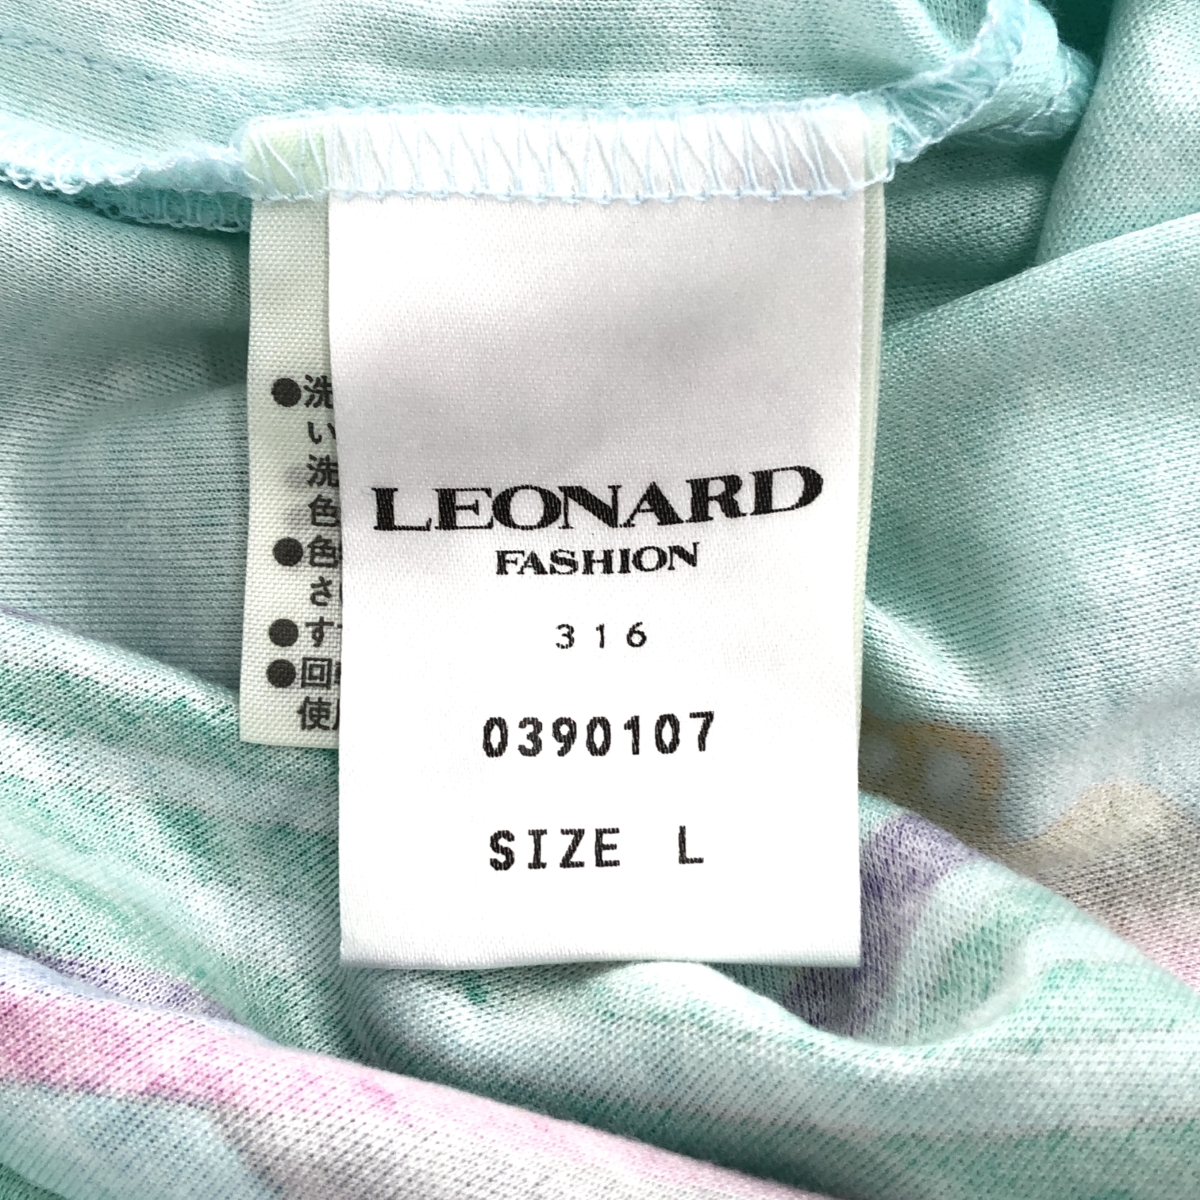 LEONARD
FASHION
316
0390107
SIZE L
●洗
い
洗
色
●色
さ
●す
●回
使